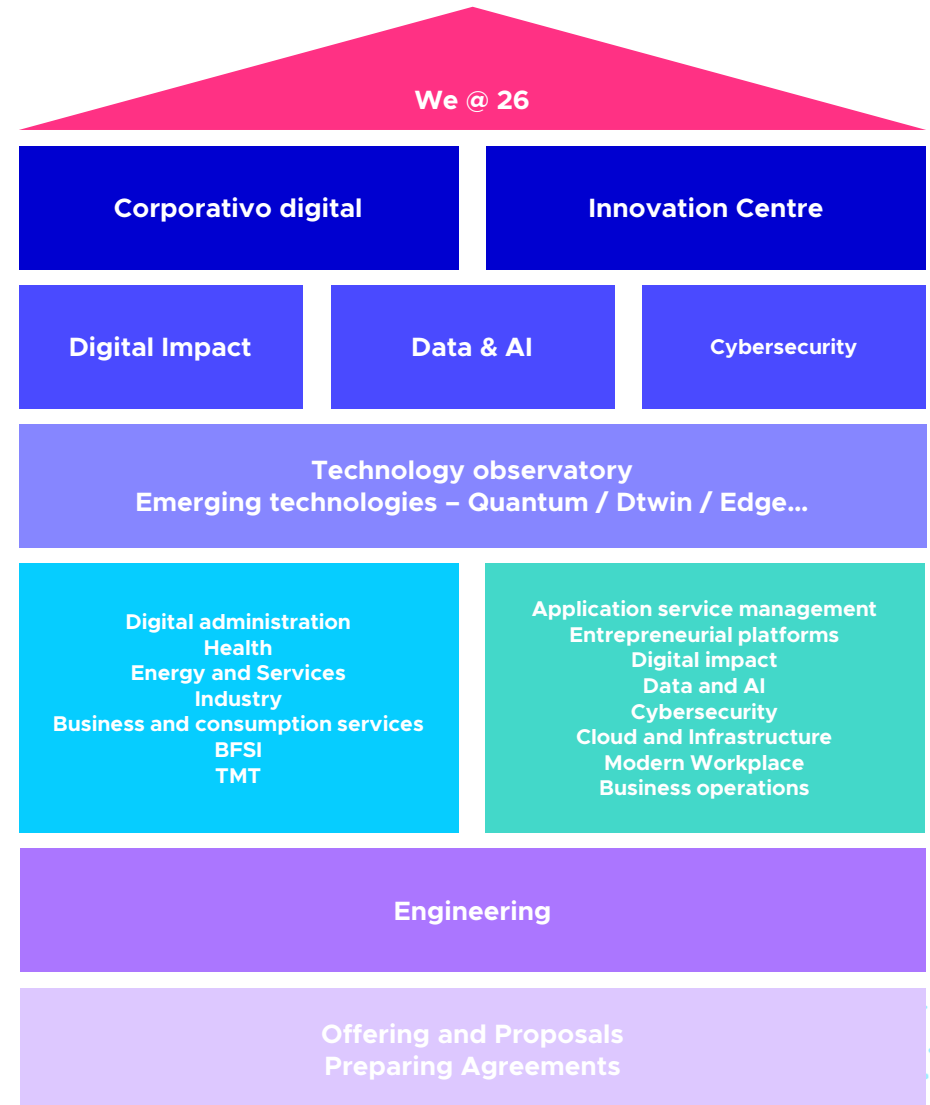 We @ 26
Corporativo digital
Innovation Centre
Digital Impact
Data & AI
Cybersecurity
Technology observatory
Emerging technologies – Quantum / Dtwin / Edge...
Digital administration
Health
Energy and Services
Industry
Business and consumption services
BFSI
TMT
Application service management
Entrepreneurial platforms
Digital impact
Data and AI
Cybersecurity
Cloud and Infrastructure
Modern Workplace
Business operations
Engineering
Offering and Proposals
Preparing Agreements